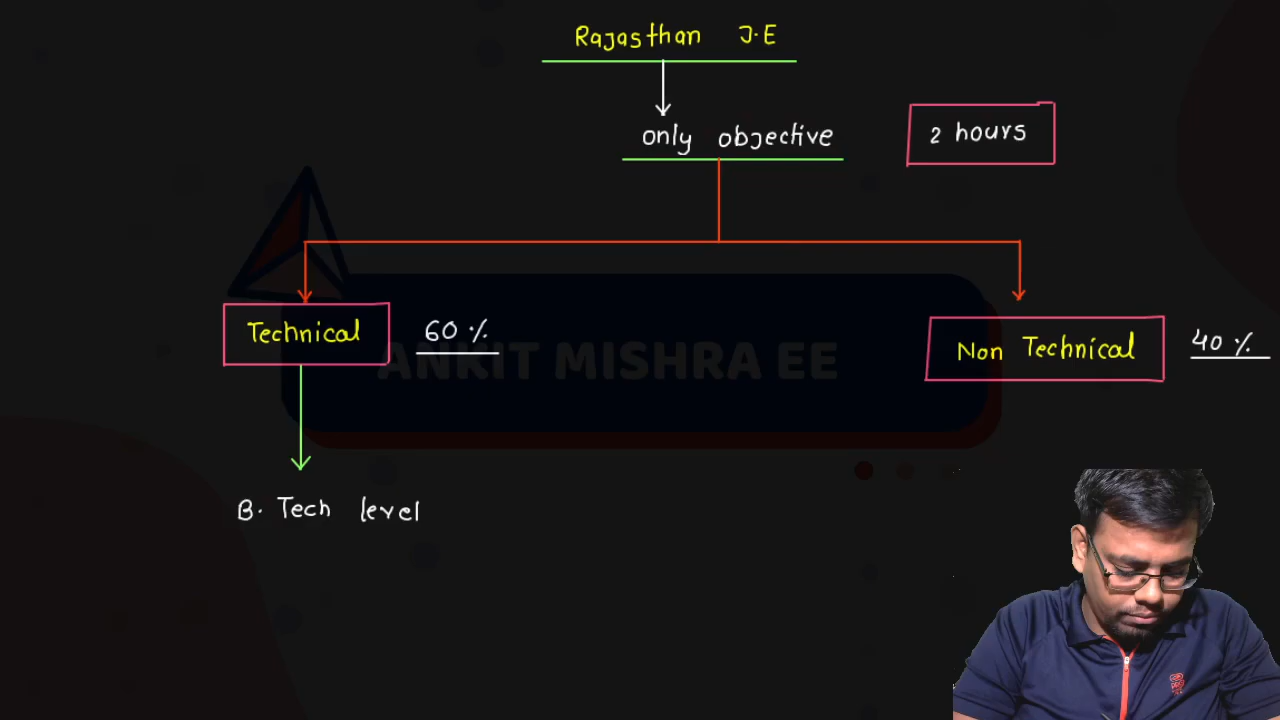 Rajasthan J.E
only objective
2 hours
Technical
60 %
Non Technical
40 %
ANKIT MISHRA EE
B. Tech level